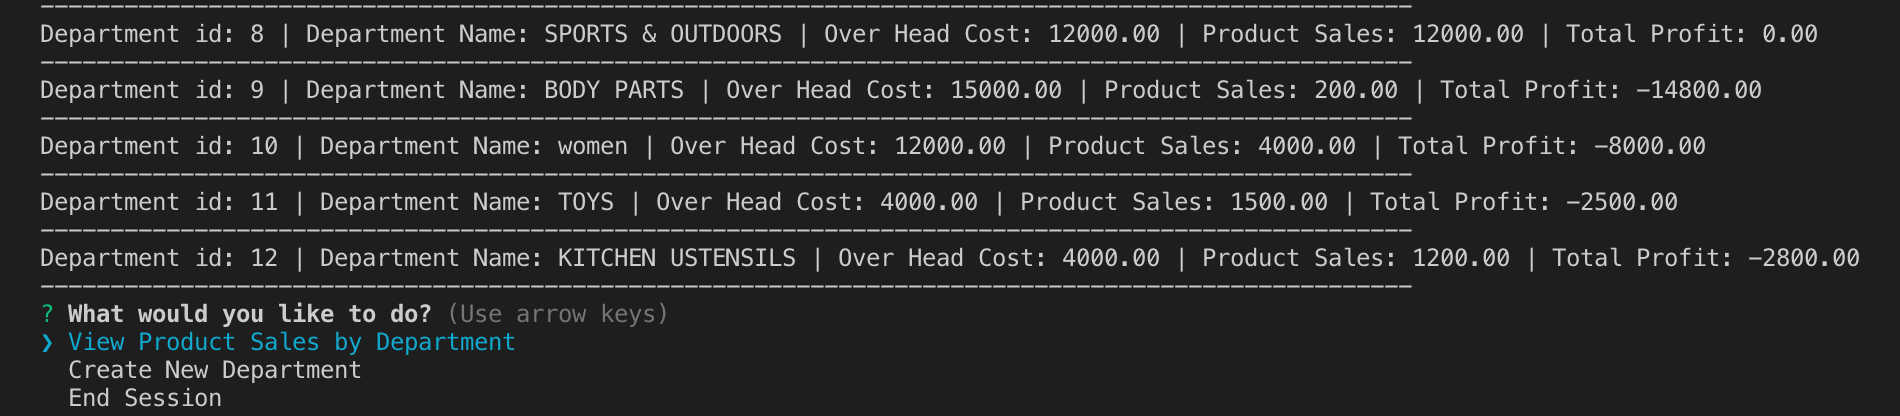 Department id: 8 | Department Name: SPORTS & OUTDOORS | Over Head Cost: 12000.00 | Product Sales: 12000.00 | Total Profit: 0.00
Department id: 9 | Department Name: BODY PARTS | Over Head Cost: 15000.00 | Product Sales: 200.00 | Total Profit: -14800.00
Department id: 10 | Department Name: women | Over Head Cost: 12000.00 | Product Sales: 4000.00 | Total Profit: -8000.00
Department id: 11 | Department Name: TOYS | Over Head Cost: 4000.00 | Product Sales: 1500.00 | Total Profit: -2500.00
Department id: 12 | Department Name: KITCHEN USTENSILS | Over Head Cost: 4000.00 | Product Sales: 1200.00 | Total Profit: -2800.00
? What would you like to do? (Use arrow keys)
❯ View Product Sales by Department
Create New Department
End Session